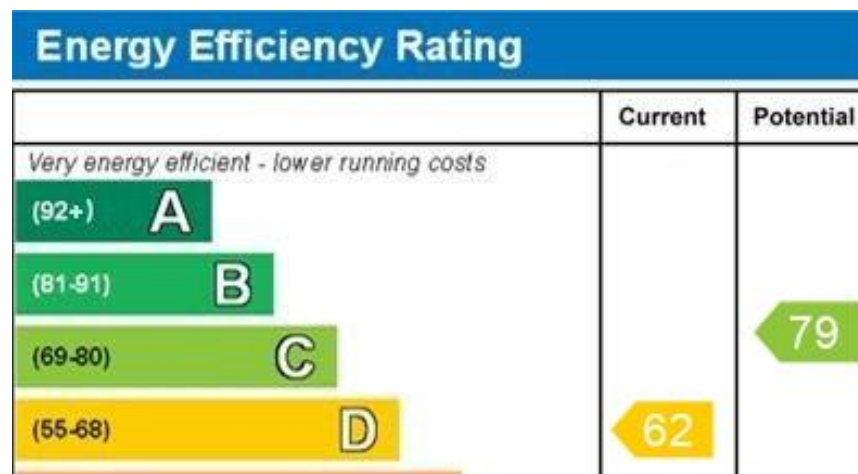 Energy Efficiency Rating
Current Potential
Very energy efficient - lower running costs
(92+) A
(81-91) B
79
(69-80) C
(55-68) D 62